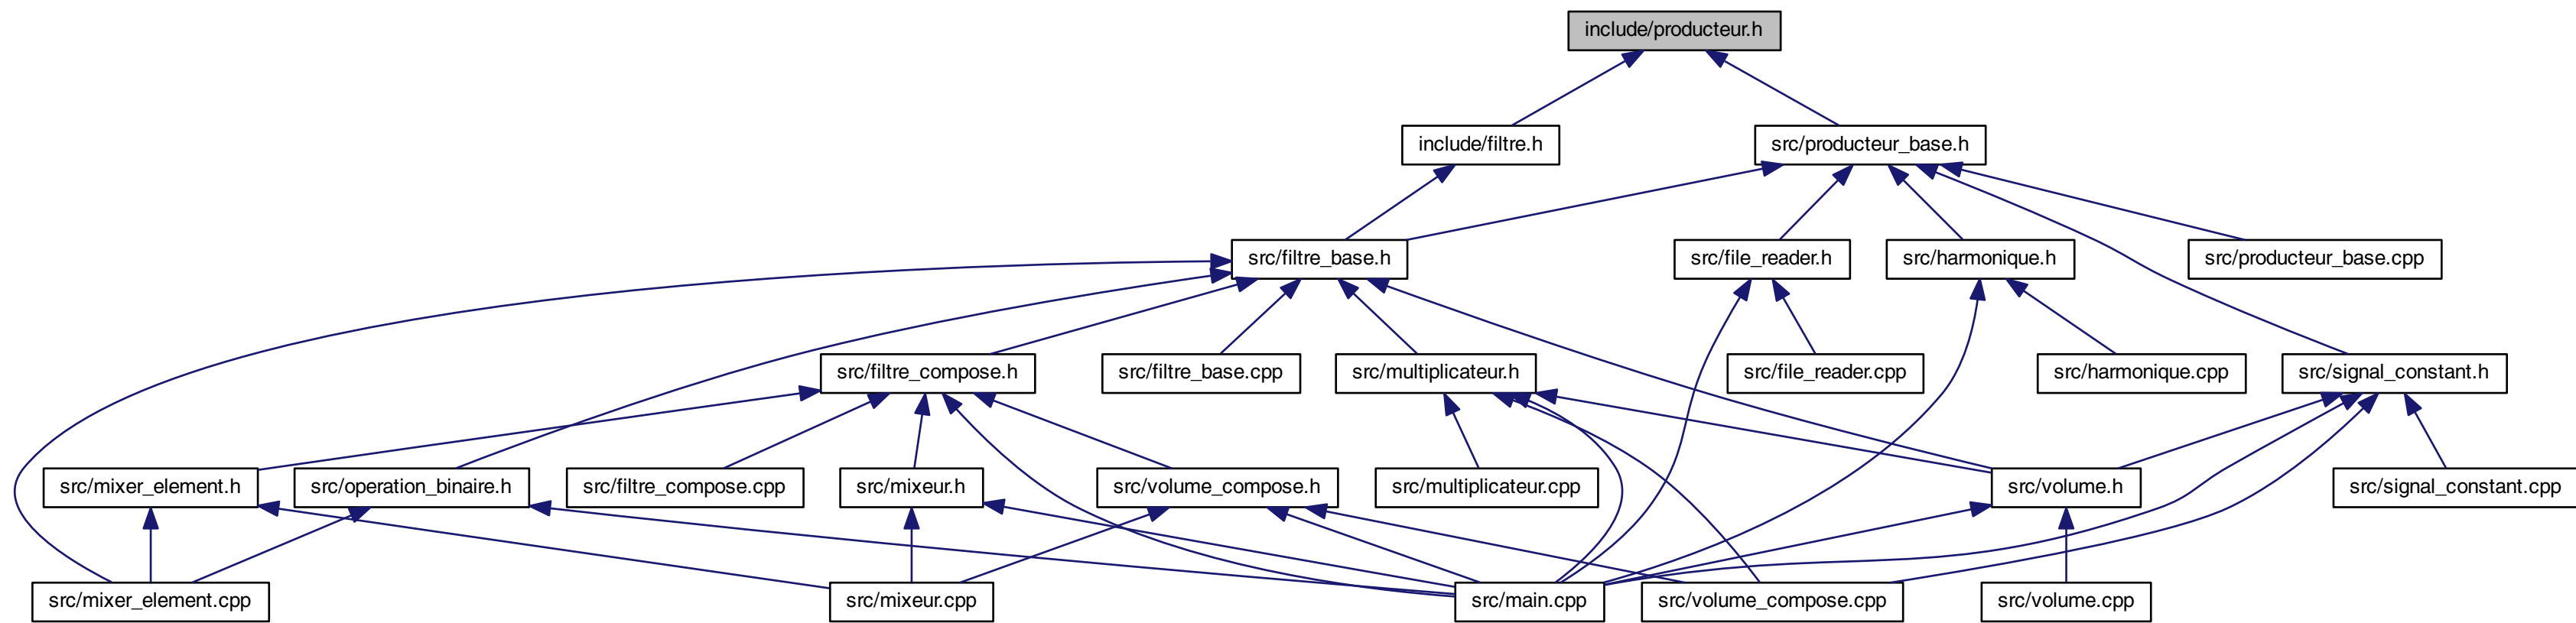 include/producteur.h
include/filtre.h
src/producteur_base.h
src/filtre_base.h
src/file_reader.h
src/harmonique.h
src/producteur_base.cpp
src/filtre_compose.h
src/filtre_base.cpp
src/multiplicateur.h
src/file_reader.cpp
src/harmonique.cpp
src/signal_constant.h
src/mixer_element.h
src/operation_binaire.h
src/filtre_compose.cpp
src/mixeur.h
src/volume_compose.h
src/multiplicateur.cpp
src/volume.h
src/signal_constant.cpp
src/mixer_element.cpp
src/mixeur.cpp
src/main.cpp
src/volume_compose.cpp
src/volume.cpp